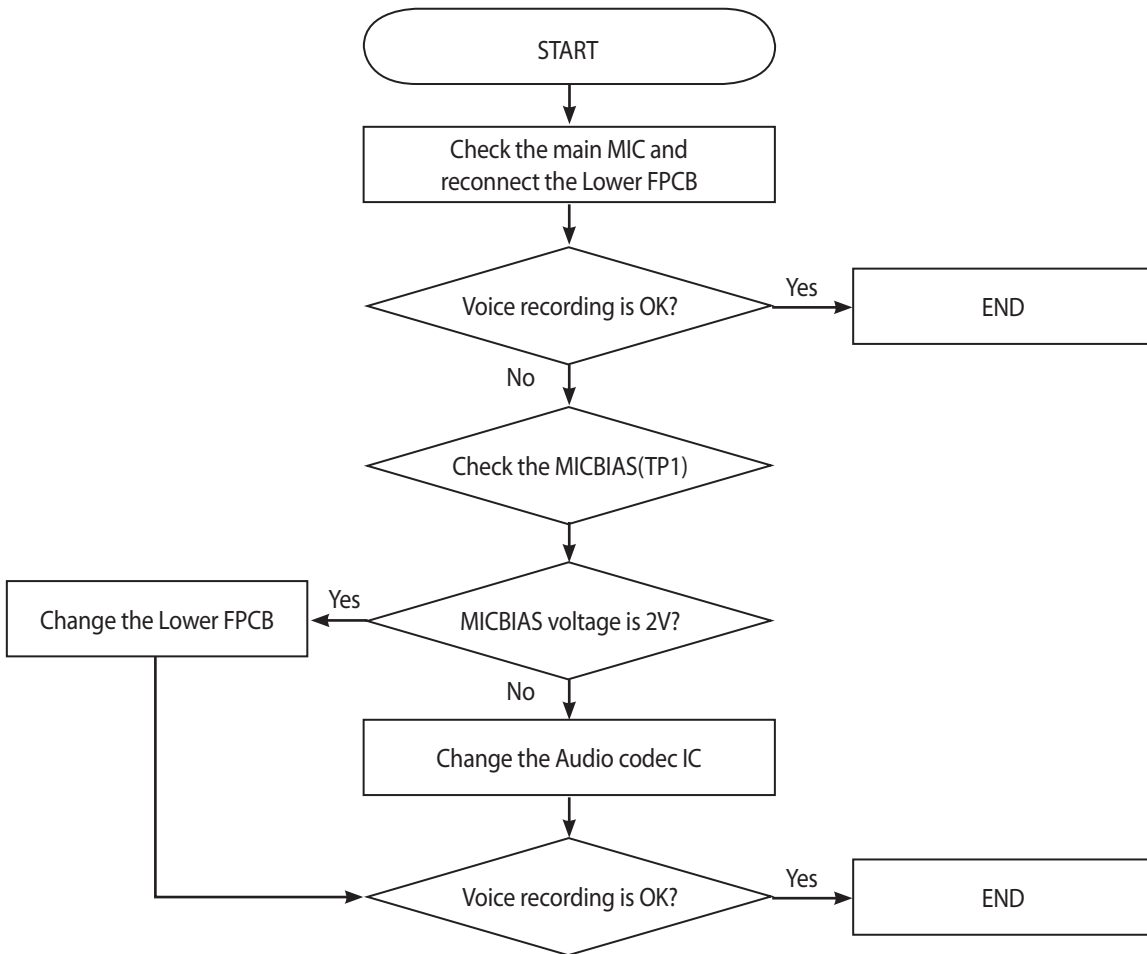 START
Check the main MIC and
reconnect the Lower FPCB
Voice recording is OK?
Yes
END
No
Check the MICBIAS(TP1)
MICBIAS voltage is 2V?
Yes
Change the Lower FPCB
No
Change the Audio codec IC
Voice recording is OK?
Yes
END